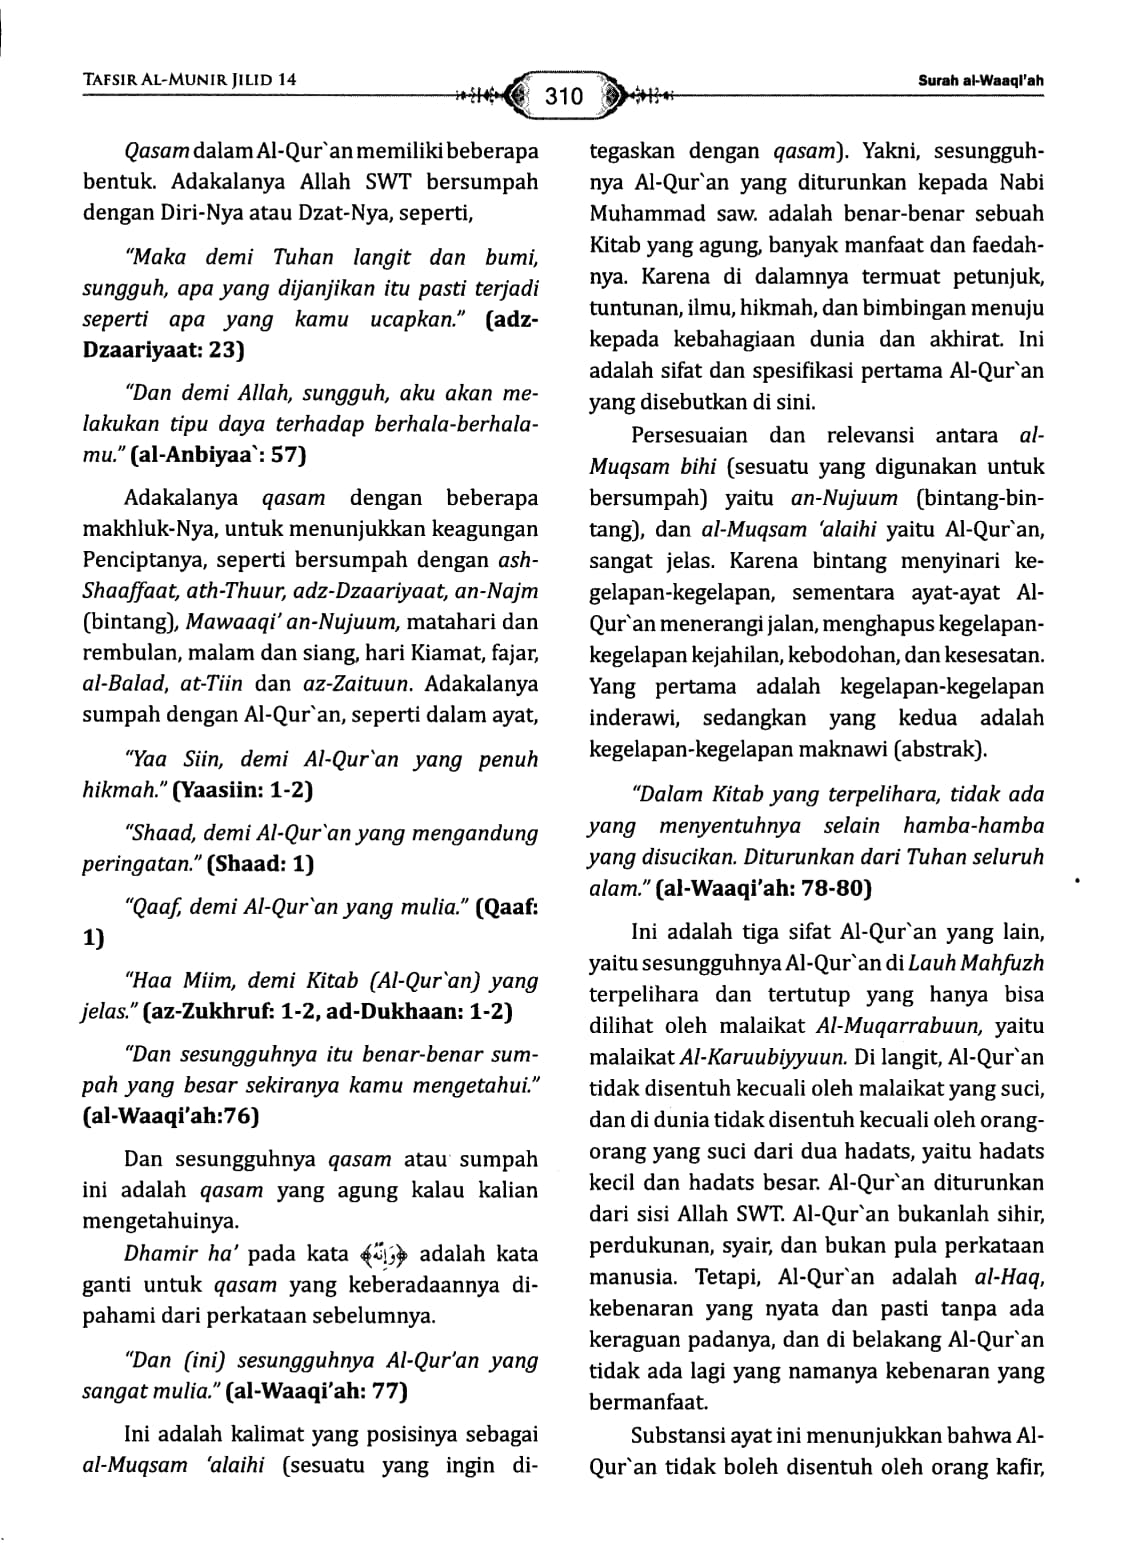 TAFSIR AL-MUNIR JILID 14
310
Surah al-Waaqi'ah
Qasam dalam Al-Qur`an memiliki beberapa
bentuk. Adakalanya Allah SWT bersumpah
dengan Diri-Nya atau Dzat-Nya, seperti,
“Maka demi Tuhan langit dan bumi,
sungguh, apa yang dijanjikan itu pasti terjadi
seperti apa yang kamu ucapkan.” (adz-
Dzaariyaat: 23)
“Dan demi Allah, sungguh, aku akan me-
lakukan tipu daya terhadap berhala-berhala-
mu.” (al-Anbiyaa`: 57)
Adakalanya qasam dengan beberapa
makhluk-Nya, untuk menunjukkan keagungan
Penciptanya, seperti bersumpah dengan ash-
Shaaffaat, ath-Thuur, adz-Dzaariyaat, an-Najm
(bintang), Mawaaqi’ an-Nujuum, matahari dan
rembulan, malam dan siang, hari Kiamat, fajar,
al-Balad, at-Tiin dan az-Zaituun. Adakalanya
sumpah dengan Al-Qur`an, seperti dalam ayat,
“Yaa Siin, demi Al-Qur`an yang penuh
hikmah.” (Yaasiin: 1-2)
“Shaad, demi Al-Qur`an yang mengandung
peringatan.” (Shaad: 1)
“Qaaf, demi Al-Qur`an yang mulia.” (Qaaf:
1)
“Haa Miim, demi Kitab (Al-Qur`an) yang
jelas.” (az-Zukhruf: 1-2, ad-Dukhaan: 1-2)
“Dan sesungguhnya itu benar-benar sum-
pah yang besar sekiranya kamu mengetahui.”
(al-Waaqi’ah:76)
Dan sesungguhnya qasam atau sumpah
ini adalah qasam yang agung kalau kalian
mengetahuinya.
Dhamir ha’ pada kata ﴿وَإِنَّهُ﴾ adalah kata
ganti untuk qasam yang keberadaannya di-
pahami dari perkataan sebelumnya.
“Dan (ini) sesungguhnya Al-Qur’an yang
sangat mulia.” (al-Waaqi’ah: 77)
Ini adalah kalimat yang posisinya sebagai
al-Muqsam ‘alaihi (sesuatu yang ingin di-
tegaskan dengan qasam). Yakni, sesungguh-
nya Al-Qur`an yang diturunkan kepada Nabi
Muhammad saw. adalah benar-benar sebuah
Kitab yang agung, banyak manfaat dan faedah-
nya. Karena di dalamnya termuat petunjuk,
tuntunan, ilmu, hikmah, dan bimbingan menuju
kepada kebahagiaan dunia dan akhirat. Ini
adalah sifat dan spesifikasi pertama Al-Qur`an
yang disebutkan di sini.
Persesuaian dan relevansi antara al-
Muqsam bihi (sesuatu yang digunakan untuk
bersumpah) yaitu an-Nujuum (bintang-bin-
tang), dan al-Muqsam ‘alaihi yaitu Al-Qur`an,
sangat jelas. Karena bintang menyinari ke-
gelapan-kegelapan, sementara ayat-ayat Al-
Qur`an menerangi jalan, menghapus kegelapan-
kegelapan kejahilan, kebodohan, dan kesesatan.
Yang pertama adalah kegelapan-kegelapan
inderawi, sedangkan yang kedua adalah
kegelapan-kegelapan maknawi (abstrak).
“Dalam Kitab yang terpelihara, tidak ada
yang menyentuhnya selain hamba-hamba
yang disucikan. Diturunkan dari Tuhan seluruh
alam.” (al-Waaqi’ah: 78-80)
Ini adalah tiga sifat Al-Qur`an yang lain,
yaitu sesungguhnya Al-Qur`an di Lauh Mahfuzh
terpelihara dan tertutup yang hanya bisa
dilihat oleh malaikat Al-Muqarrabuun, yaitu
malaikat Al-Karuubiyyuun. Di langit, Al-Qur`an
tidak disentuh kecuali oleh malaikat yang suci,
dan di dunia tidak disentuh kecuali oleh orang-
orang yang suci dari dua hadats, yaitu hadats
kecil dan hadats besar. Al-Qur`an diturunkan
dari sisi Allah SWT. Al-Qur`an bukanlah sihir,
perdukunan, syair, dan bukan pula perkataan
manusia. Tetapi, Al-Qur`an adalah al-Haq,
kebenaran yang nyata dan pasti tanpa ada
keraguan padanya, dan di belakang Al-Qur`an
tidak ada lagi yang namanya kebenaran yang
bermanfaat.
Substansi ayat ini menunjukkan bahwa Al-
Qur`an tidak boleh disentuh oleh orang kafir,